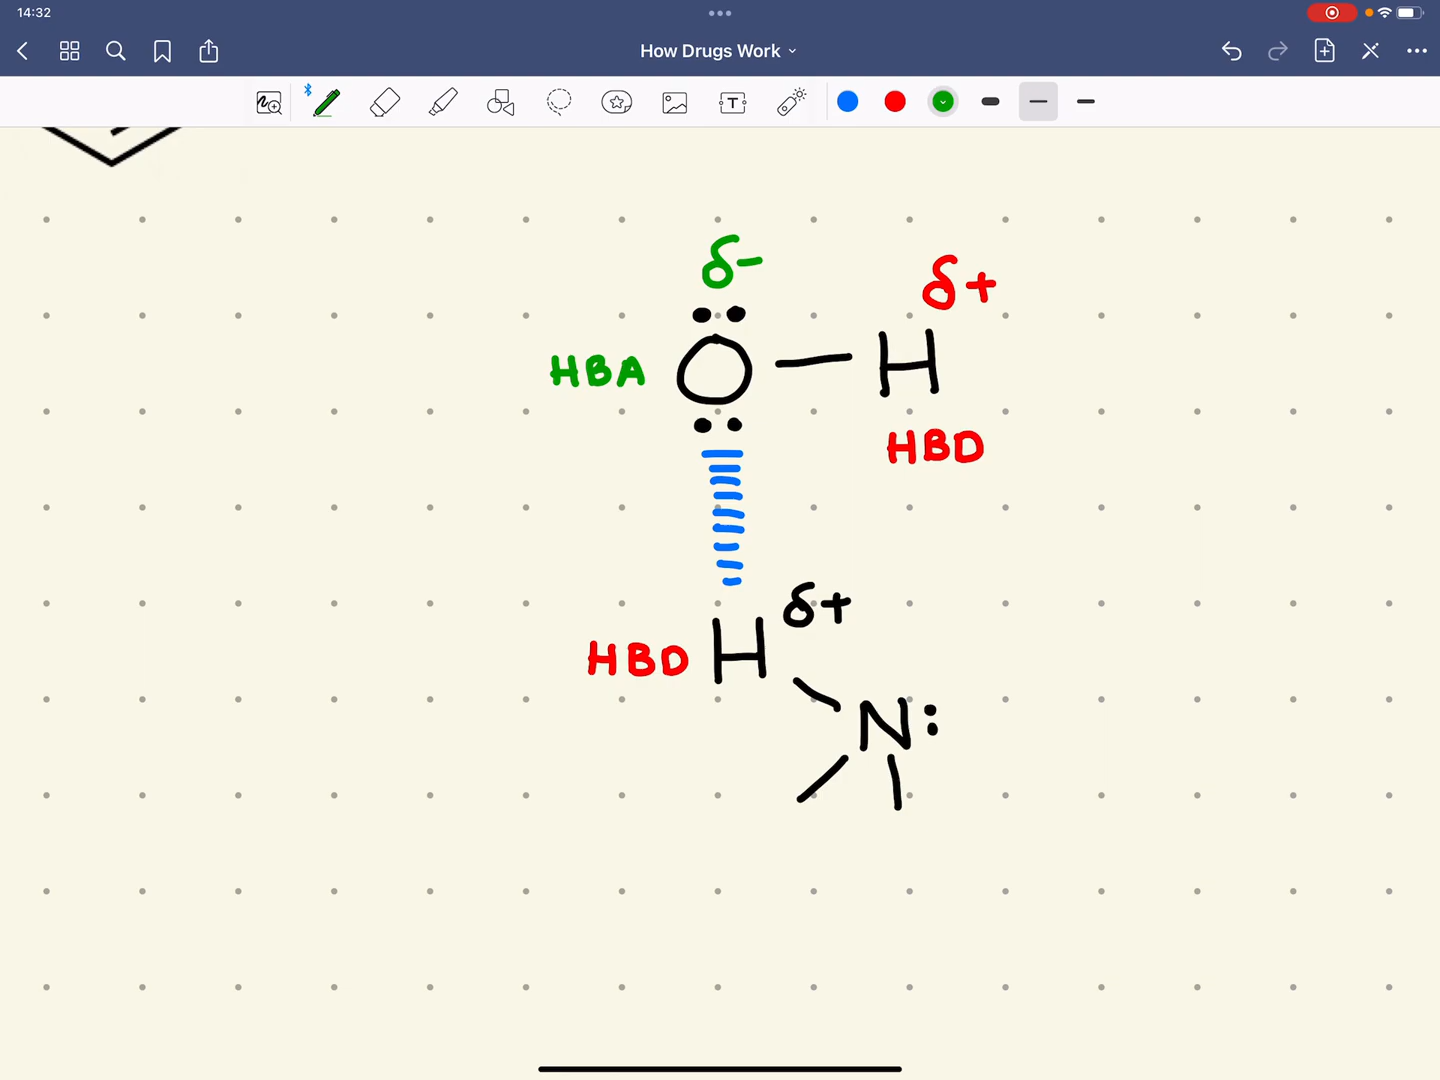 14:32
How Drugs Work
T
δ-
δ+
HBA O — H
HBD
δ+
HBD H
N: